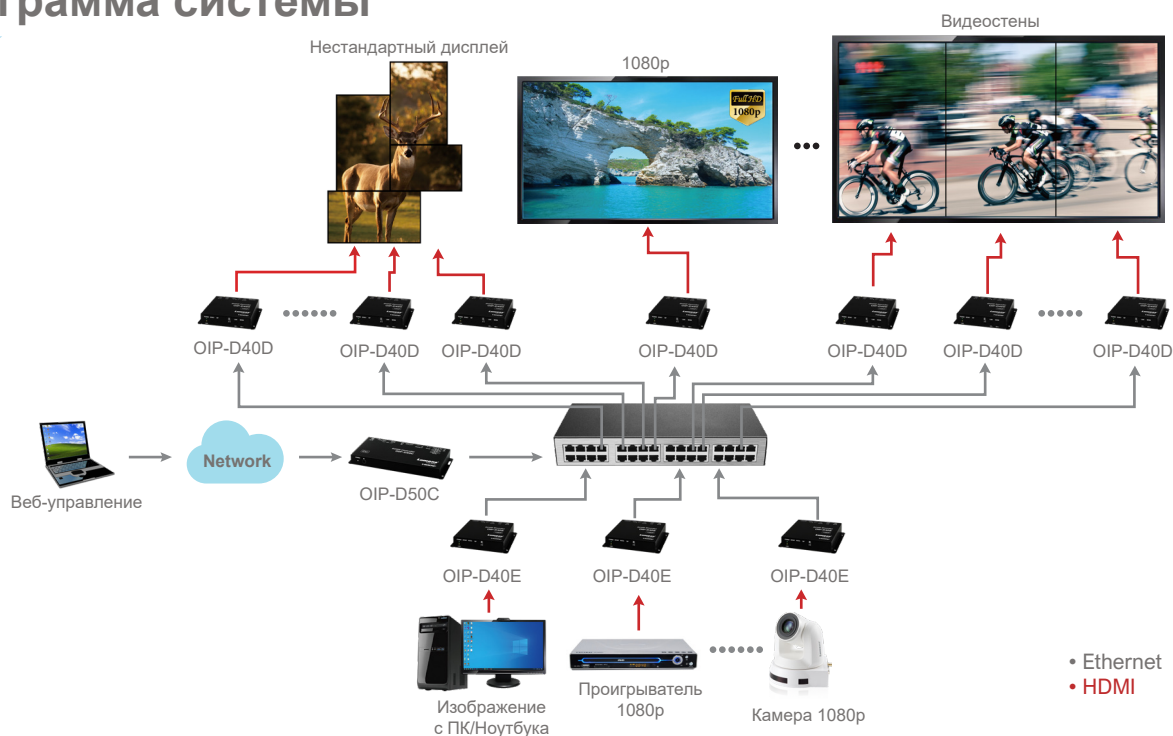 грамма системы
Видеостены
Нестандартный дисплей
1080p
Full HD
1080p
OIP-D40D
OIP-D40D
OIP-D40D
OIP-D40D
OIP-D40D
OIP-D40D
OIP-D40D
Network
Веб-управление
OIP-D50C
OIP-D40E
OIP-D40E
OIP-D40E
Изображение
с ПК/Ноутбука
Проигрыватель
1080p
Камера 1080p
• Ethernet
• HDMI